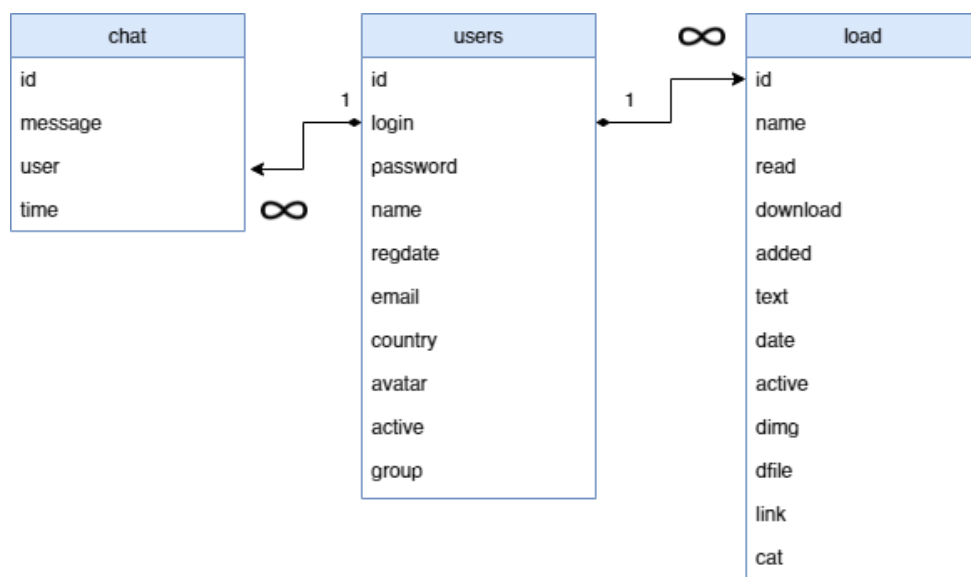 chat
id
message
user
time
∞
1
users
id
login
password
name
regdate
email
country
avatar
active
group
1
∞
load
id
name
read
download
added
text
date
active
dimg
dfile
link
cat